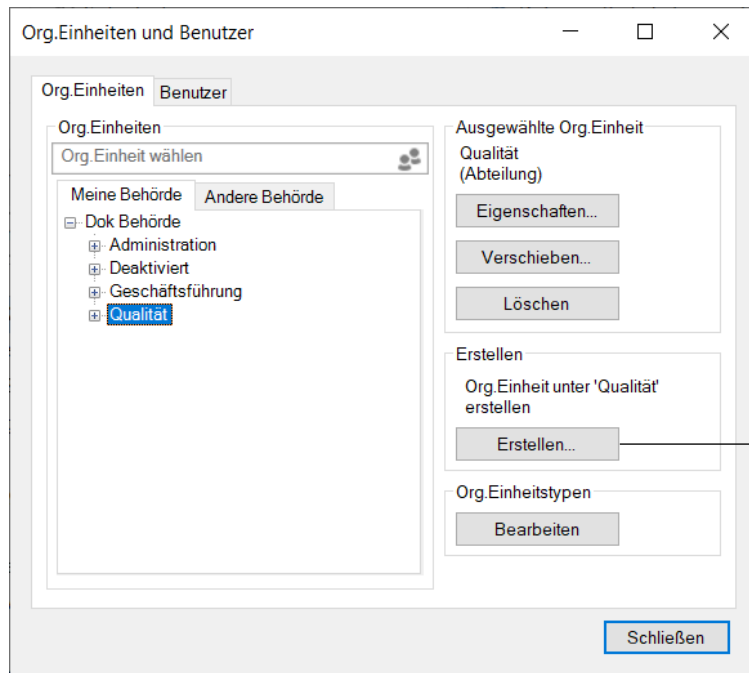 Org.Einheiten und Benutzer
Org.Einheiten
Benutzer
Org.Einheiten
Org.Einheit wählen
Meine Behörde
Andere Behörde
Dok Behörde
Administration
Deaktiviert
Geschäftsführung
Qualität
Ausgewählte Org.Einheit
Qualität
(Abteilung)
Eigenschaften...
Verschieben...
Löschen
Erstellen
Org.Einheit unter 'Qualität'
erstellen
Erstellen...
Org.Einheitstypen
Bearbeiten
Schließen